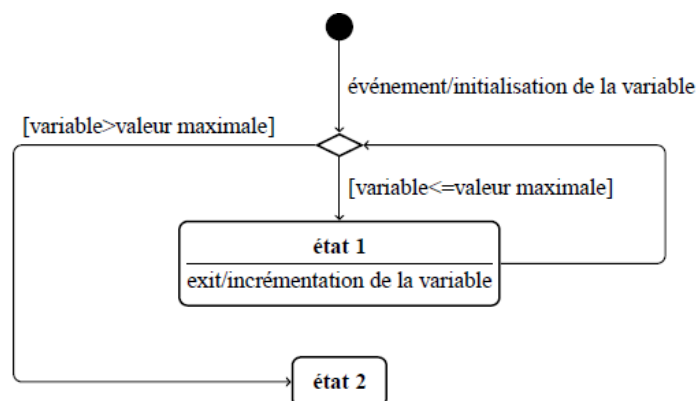 événement/initialisation de la variable
[variable>valeur maximale]
[variable<=valeur maximale]
état 1
exit/incrémentation de la variable
état 2